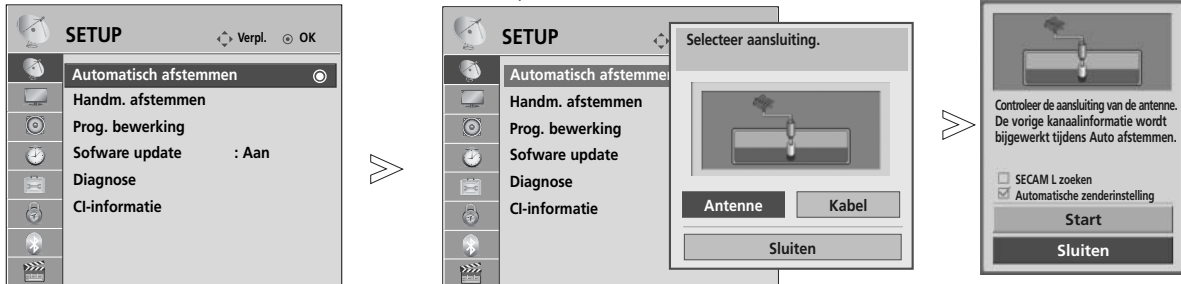 SETUP
Verpl.
OK
Automatisch afstemmen
Handm. afstemmen
Prog. bewerking
Sofware update : Aan
Diagnose
CI-informatie
SETUP
Automatisch afstemmen
Handm. afstemmen
Prog. bewerking
Sofware update
Diagnose
CI-informatie
Selecteer aansluiting.
Antenne
Kabel
Sluiten
Controleer de aansluiting van de antenne.
De vorige kanaalinformatie wordt
bijgewerkt tijdens Auto afstemmen.
SECAM L zoeken
Automatische zenderinstelling
Start
Sluiten